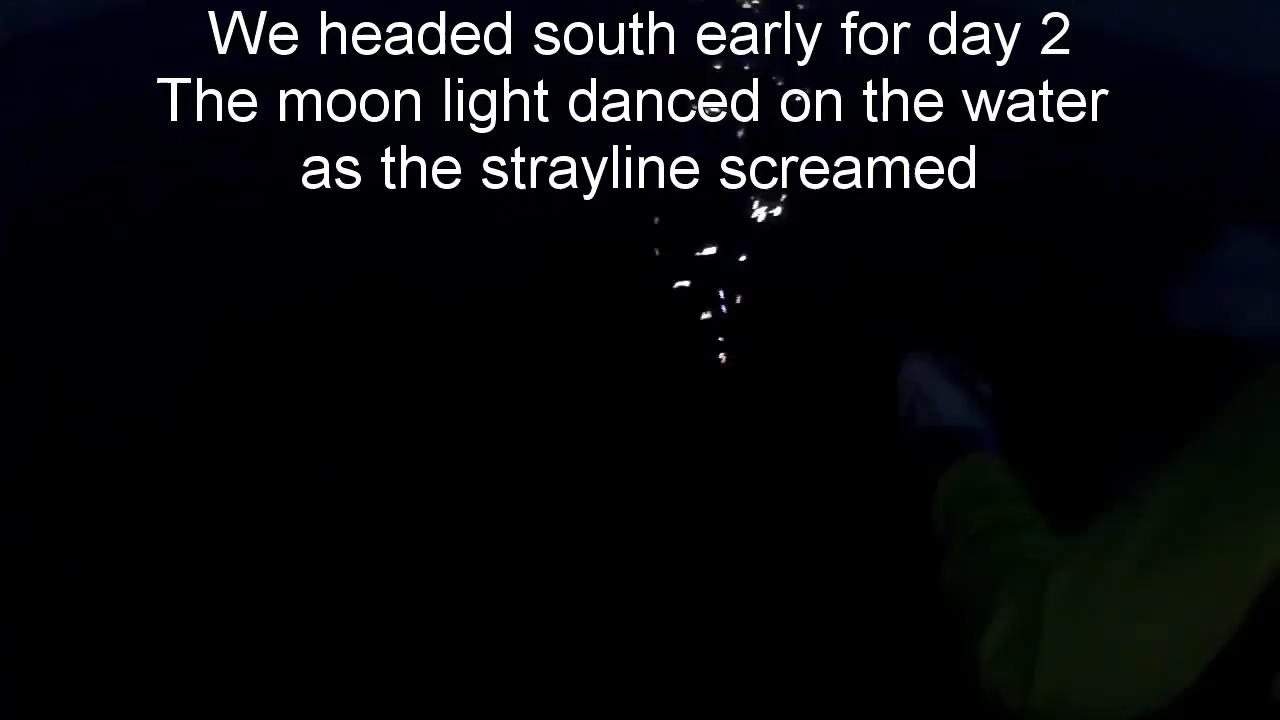 We headed south early for day 2
The moon light danced on the water
as the strayline screamed